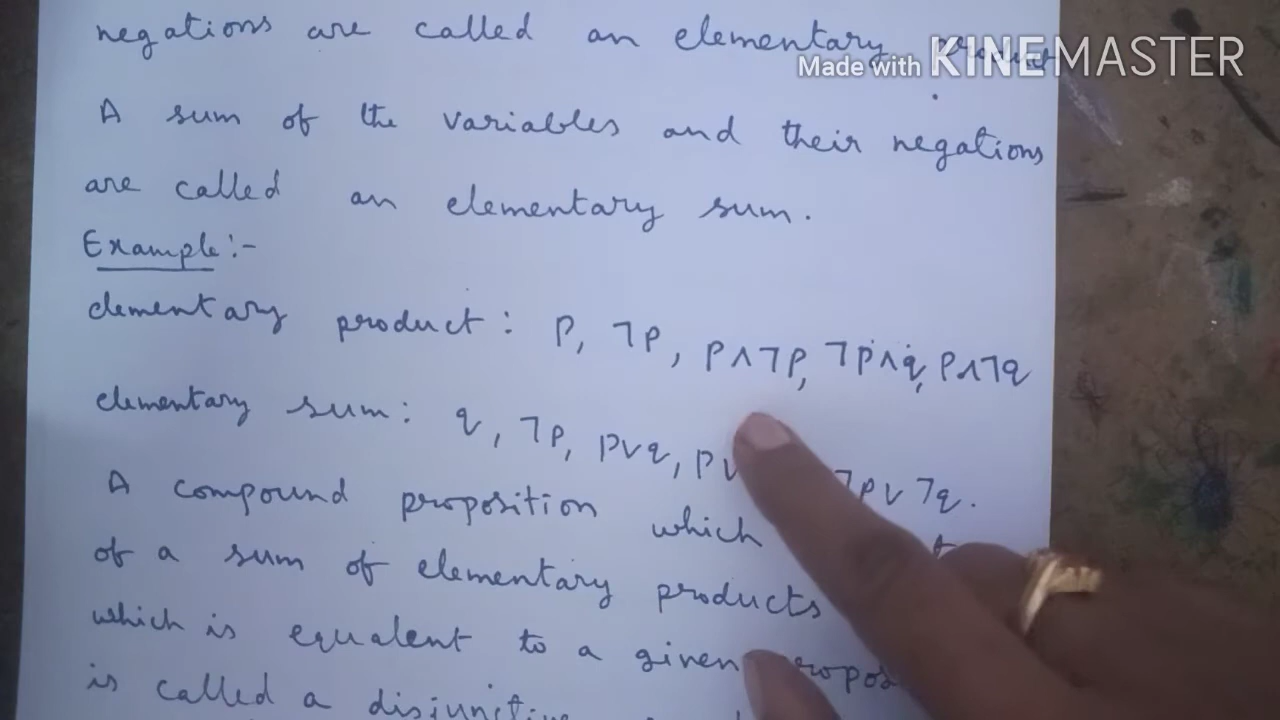 negations are called an elementary
Made with KINEMASTER
A sum of the variables and their negations
are called an elementary sum.
Example:-
elementary product: p, ¬p, p∧¬p, ¬p∧q, p∧¬q
elementary sum: q, ¬p, p∨q, p∨ ¬p∨¬q.
A compound proposition which
of a sum of elementary products
which is equalent to a given
is called a disjunctive